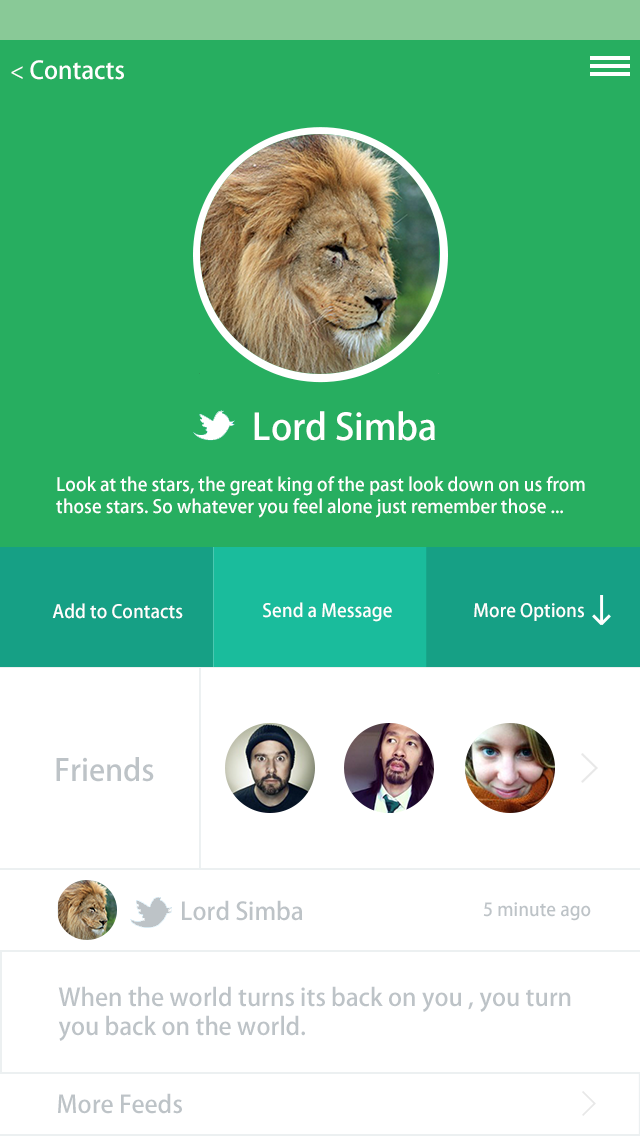 < Contacts
Lord Simba
Look at the stars, the great king of the past look down on us from
those stars. So whatever you feel alone just remember those ...
Add to Contacts
Send a Message
More Options
Friends
Lord Simba
5 minute ago
When the world turns its back on you , you turn
you back on the world.
More Feeds